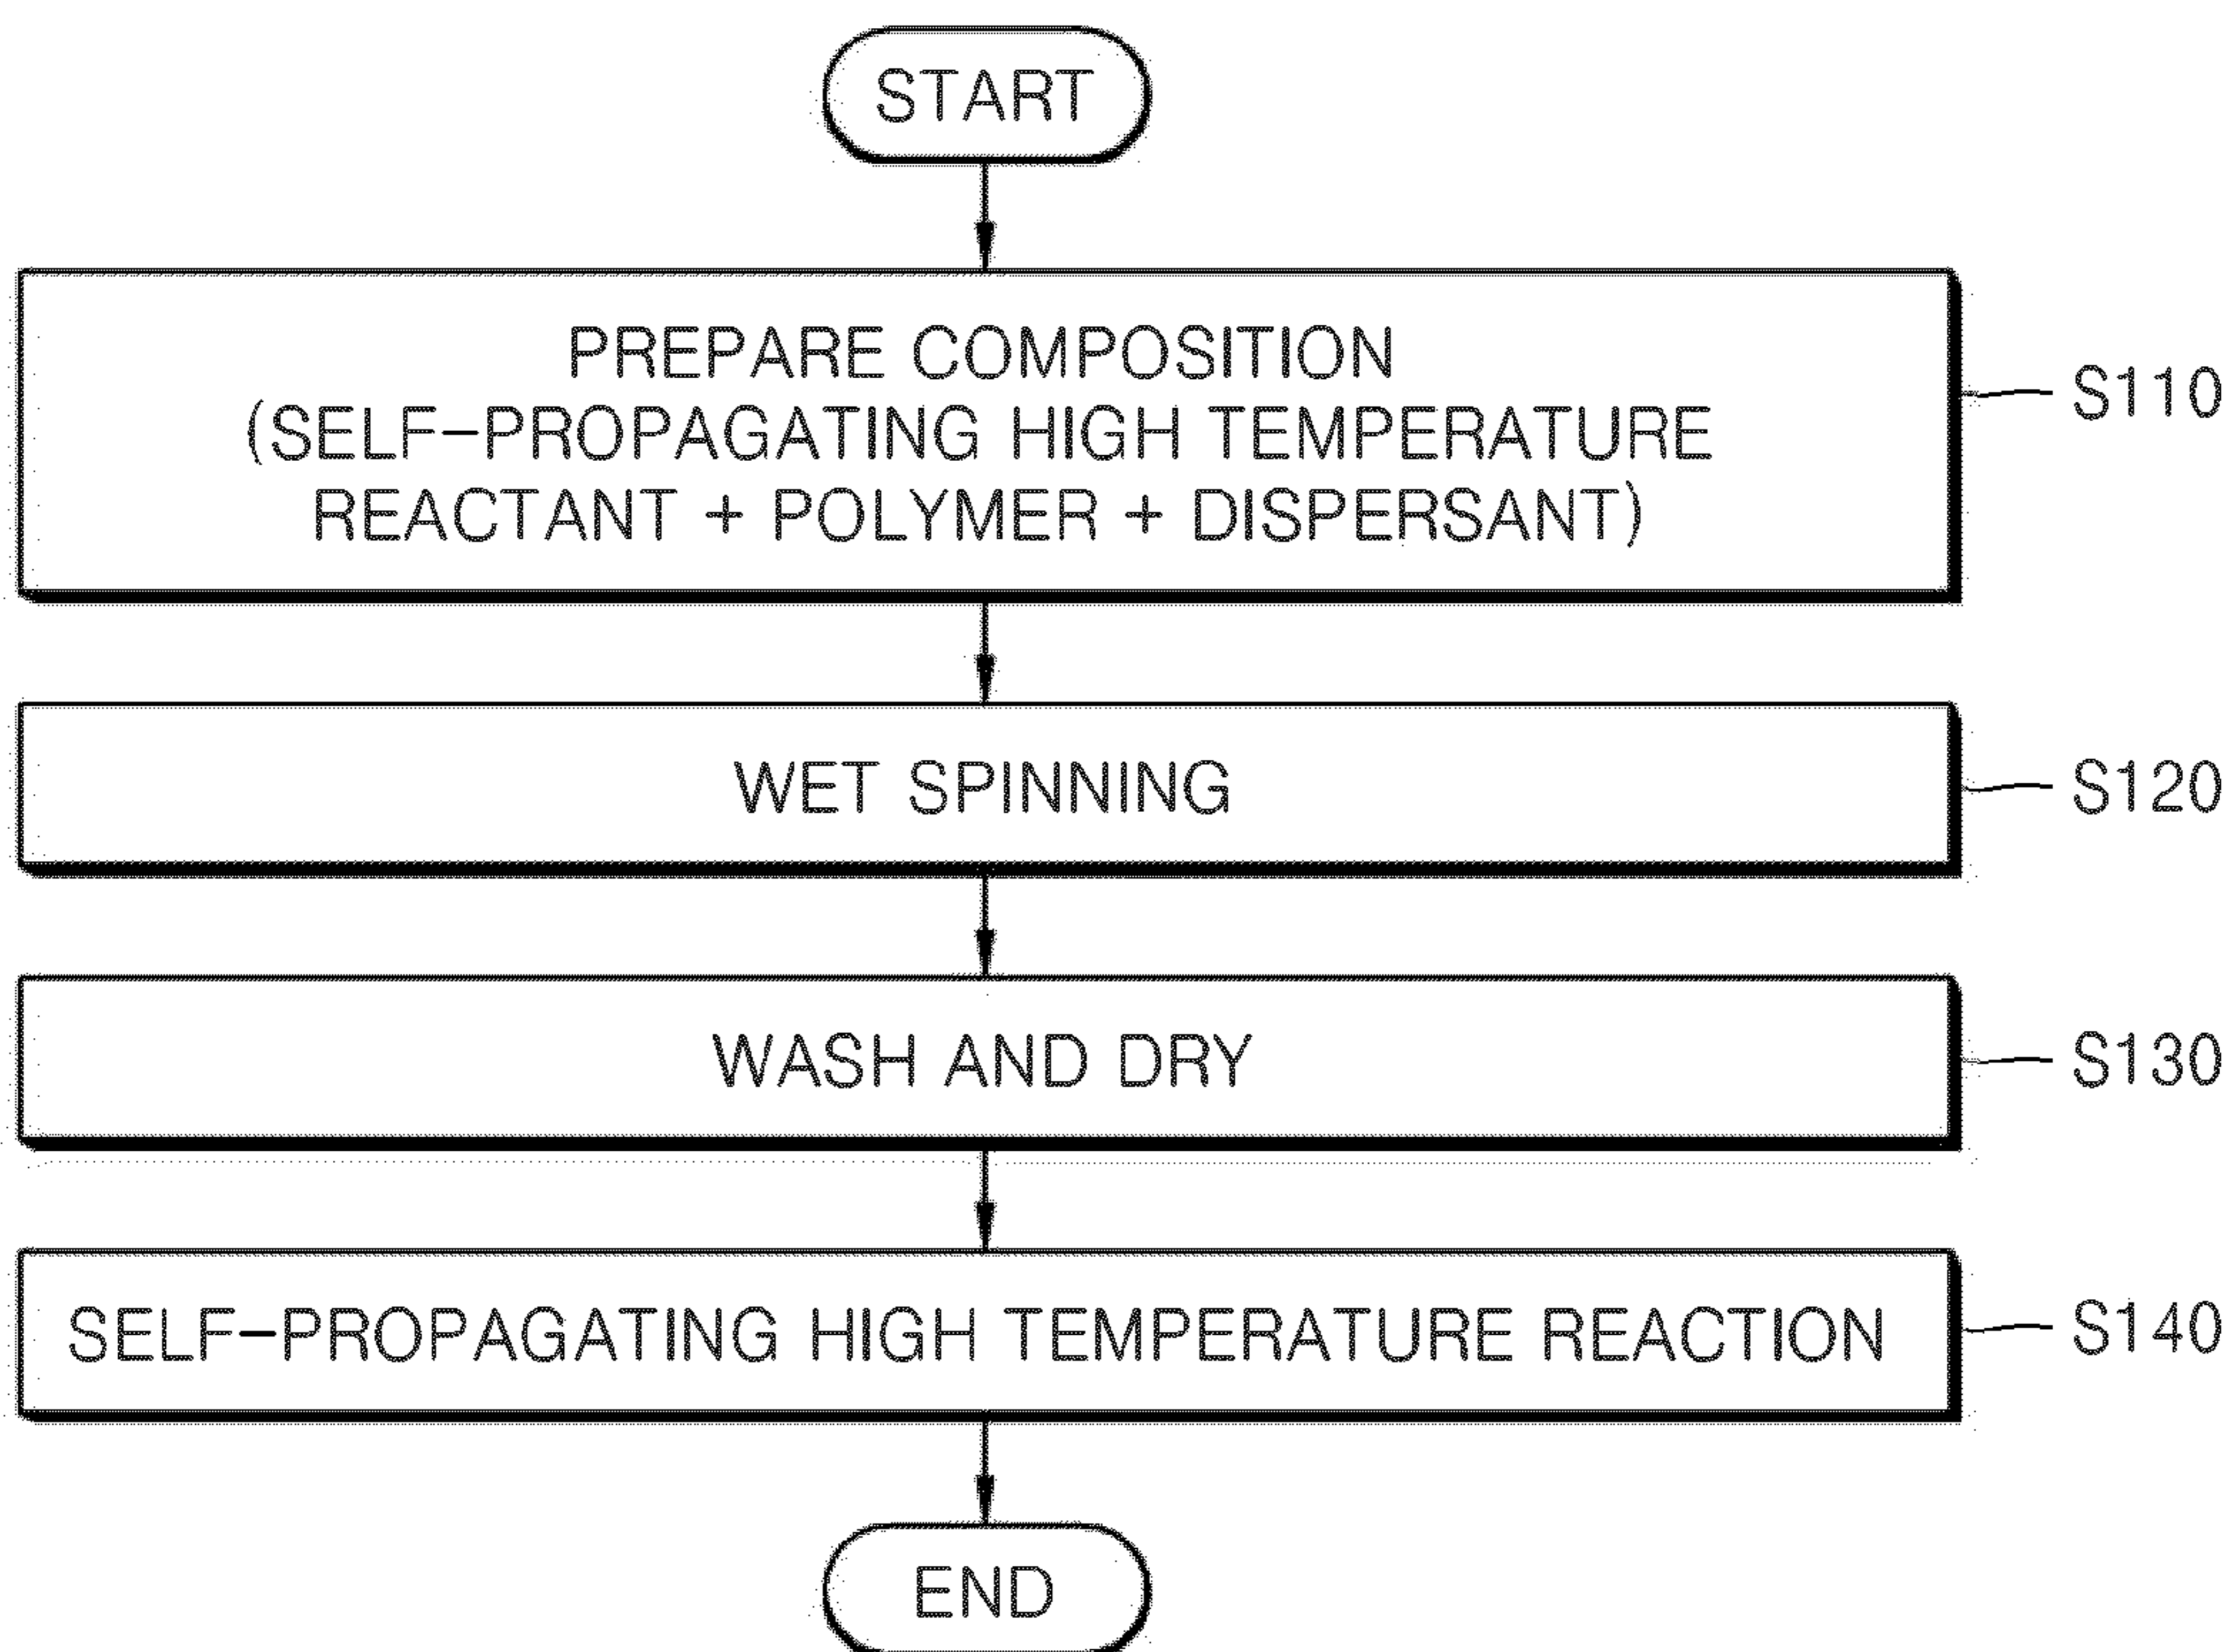 START
PREPARE COMPOSITION
(SELF-PROPAGATING HIGH TEMPERATURE
REACTANT + POLYMER + DISPERSANT)
S110
WET SPINNING
S120
WASH AND DRY
S130
SELF-PROPAGATING HIGH TEMPERATURE REACTION
S140
END